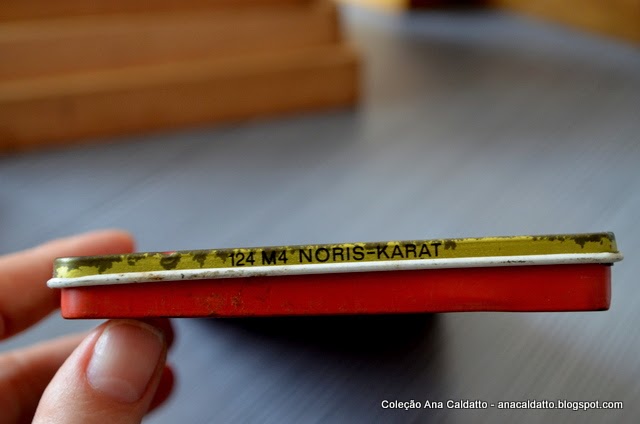 124 M4 NORIS-KARAT
Coleção Ana Caldatto - anacaldatto.blogspot.com